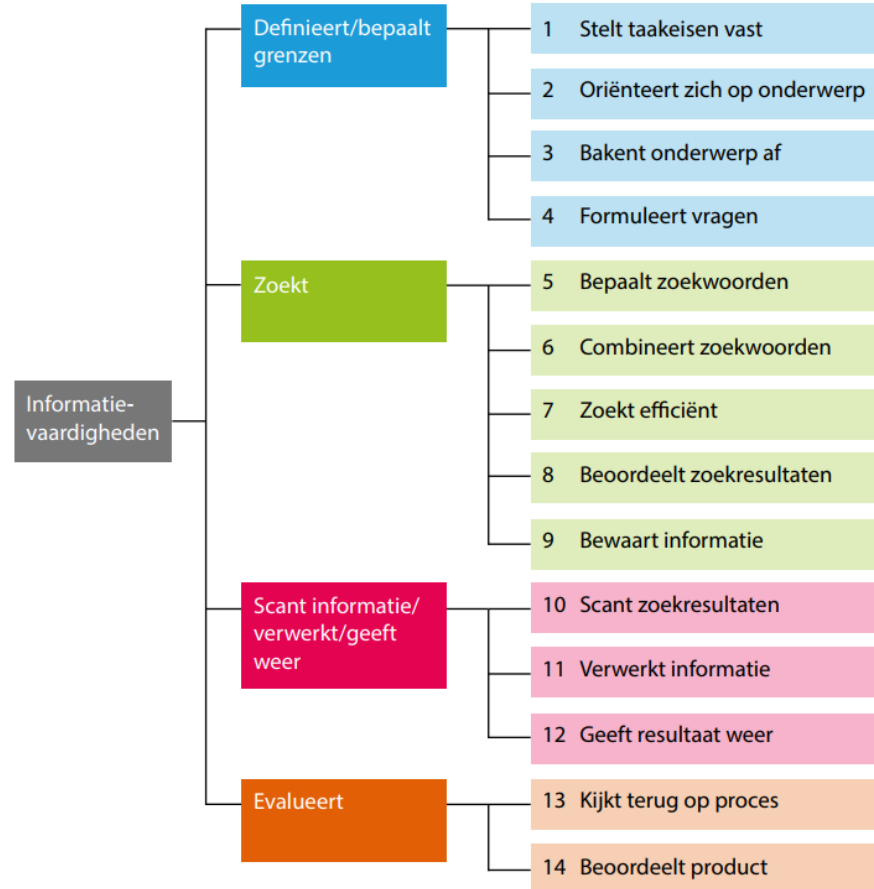 Informatie-
vaardigheden
Definieert/bepaalt
grenzen
1 Stelt taakeisen vast
2 Oriënteert zich op onderwerp
3 Bakent onderwerp af
4 Formuleert vragen
Zoekt
5 Bepaalt zoekwoorden
6 Combineert zoekwoorden
7 Zoekt efficiënt
8 Beoordeelt zoekresultaten
9 Bewaart informatie
Scant informatie/
verwerkt/geeft
weer
10 Scant zoekresultaten
11 Verwerkt informatie
12 Geeft resultaat weer
Evalueert
13 Kijkt terug op proces
14 Beoordeelt product